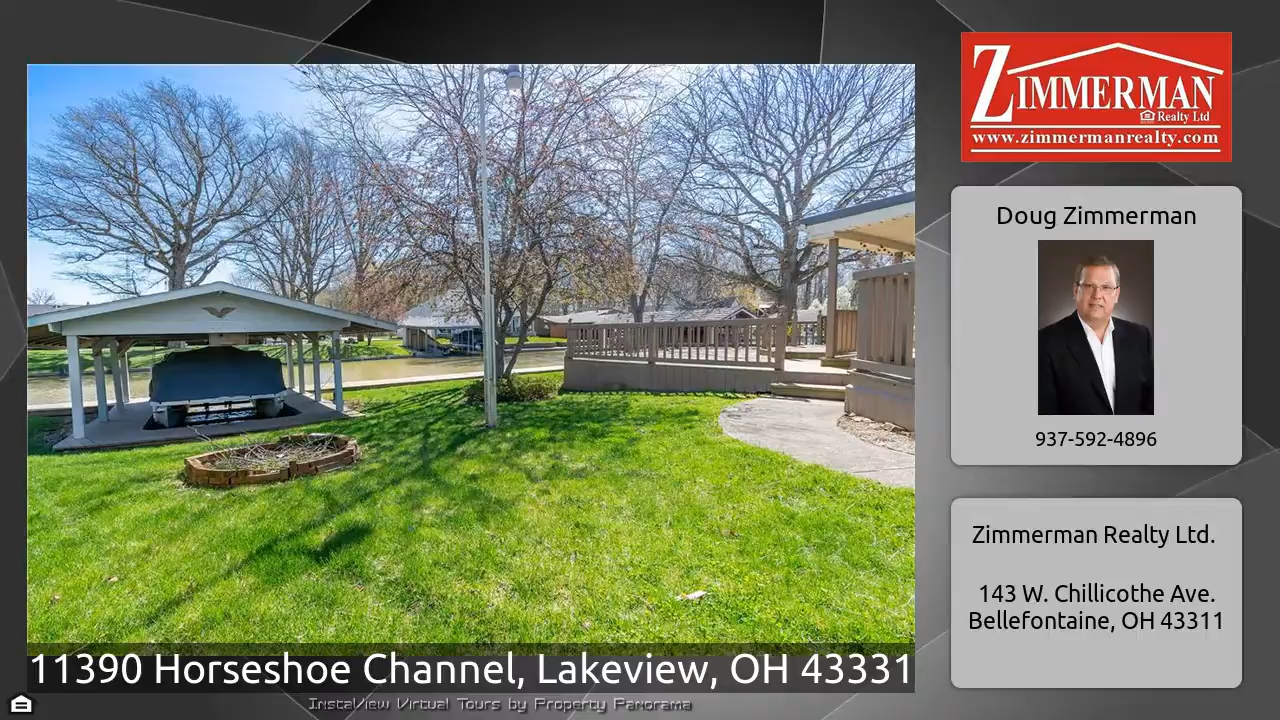 ZIMMERMAN
Realty Ltd
www.zimmermanrealty.com
Doug Zimmerman
937-592-4896
Zimmerman Realty Ltd.
143 W. Chillicothe Ave.
Bellefontaine, OH 43311
11390 Horseshoe Channel, Lakeview, OH 43331
InstaView Virtual Tours by Property Panorama